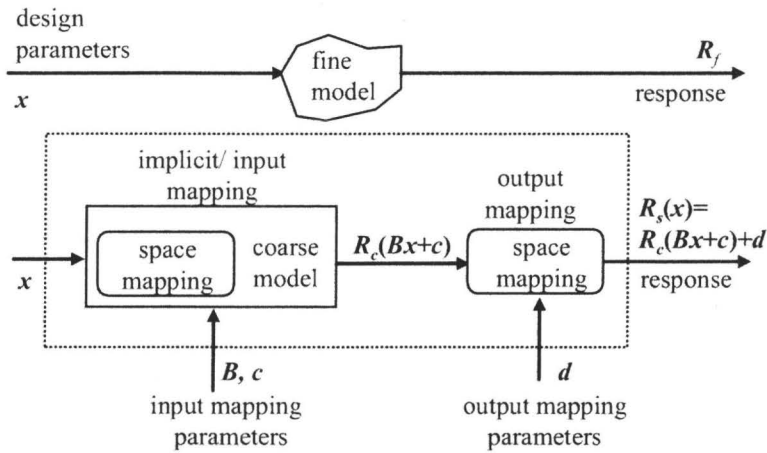 design
parameters
x
fine
model
R_f
response
implicit/ input
mapping
x
space
mapping
coarse
model
R_c(Bx+c)
output
mapping
space
mapping
R_s(x)=
R_c(Bx+c)+d
response
B, c
input mapping
parameters
d
output mapping
parameters